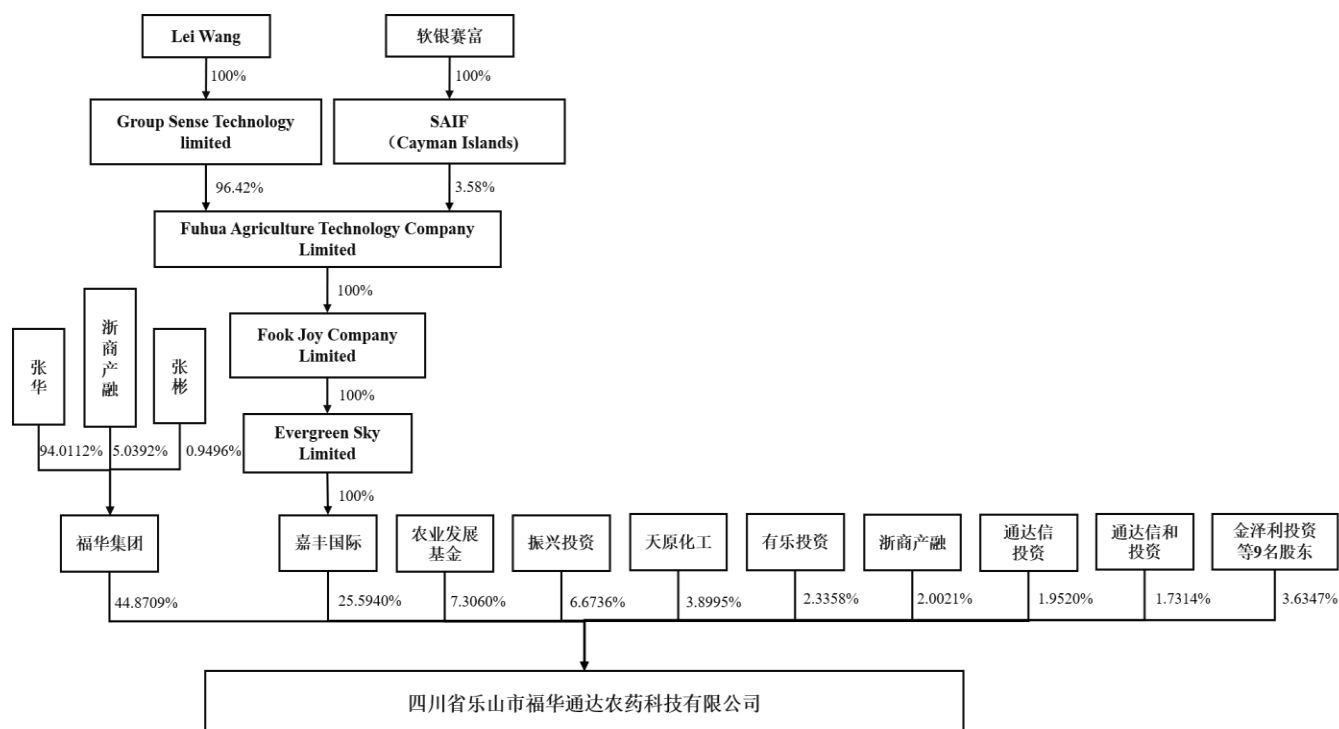 Lei Wang
软银赛富
100%
100%
Group Sense Technology
limited
SAIF
（Cayman Islands)
96.42%
3.58%
Fuhua Agriculture Technology Company
Limited
100%
张华
浙商产融
张彬
Fook Joy Company
Limited
100%
94.0112%
5.0392%
0.9496%
Evergreen Sky
Limited
100%
福华集团
嘉丰国际
农业发展
基金
振兴投资
天原化工
有乐投资
浙商产融
通达信
投资
通达信和
投资
金泽利投资
等9名股东
44.8709%
25.5940%
7.3060%
6.6736%
3.8995%
2.3358%
2.0021%
1.9520%
1.7314%
3.6347%
四川省乐山市福华通达农药科技有限公司